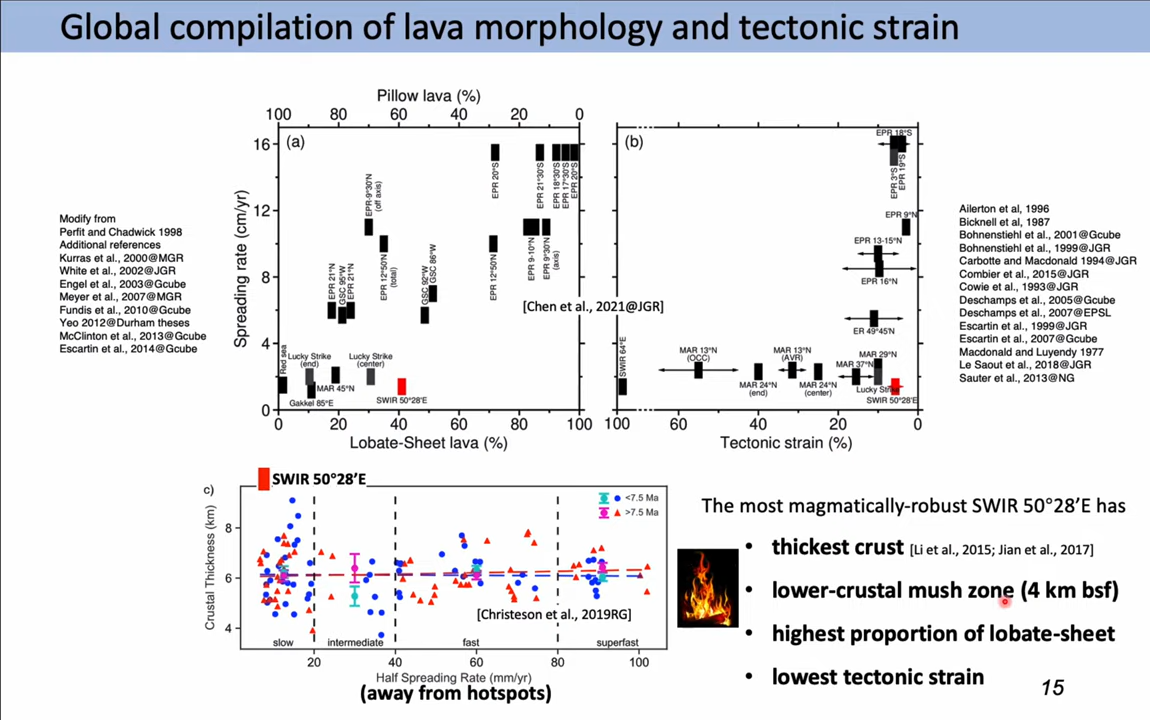 Global compilation of lava morphology and tectonic strain
Pillow lava (%)
100 80 60 40 20 0
(a)
16
12
8
4
0
Spreading rate (cm/yr)
EPR 20°S
EPR 21°30'S
EPR 18°30'S
EPR 17°30'S
EPR 20°S
EPR-9°30'N
(off axis)
EPR 12°50'N
(total)
EPR 12°50'N
EPR 9-10°N
EPR 9°30'N
(axis)
EPR 21°N
GSC 95°W
EPR 21°N
GSC 92°W
GSC 86°W
Red sea
Lucky Strike
(end)
Gakkel 85°E
MAR 45°N
Lucky Strike
(center)
SWIR 50°28'E
0 20 40 60 80 100
Lobate-Sheet lava (%)
[Chen et al., 2021@JGR]
(b)
EPR 18°S
EPR 3°S
EPR 19°S
EPR 9°N
EPR 13-15°N
EPR 16°N
ER 49°45'N
SWIR 64°E
MAR 13°N
(OCC)
MAR 24°N
(end)
MAR 13°N
(AVR)
MAR 24°N
(center)
MAR 37°N
MAR 29°N
Lucky Strike
SWIR 50°28'E
100 60 40 20 0
Tectonic strain (%)
Modify from
Perfit and Chadwick 1998
Additional references
Kurras et al., 2000@MGR
White et al., 2002@JGR
Engel et al., 2003@Gcube
Meyer et al., 2007@MGR
Fundis et al., 2010@Gcube
Yeo 2012@Durham theses
McClinton et al., 2013@Gcube
Escartin et al., 2014@Gcube
Ailerton et al, 1996
Bicknell et al, 1987
Bohnenstiehl et al., 2001@Gcube
Bohnenstiehl et al., 1999@JGR
Carbotte and Macdonald 1994@JGR
Combier et al., 2015@JGR
Cowie et al., 1993@JGR
Deschamps et al., 2005@Gcube
Deschamps et al., 2007@EPSL
Escartin et al., 1999@JGR
Escartin et al., 2007@Gcube
Macdonald and Luyendy 1977
Le Saout et al., 2018@JGR
Sauter et al., 2013@NG
SWIR 50°28'E
c)
<7.5 Ma
>7.5 Ma
8
6
4
Crustal Thickness (km)
[Christeson et al., 2019RG]
slow intermediate fast superfast
20 40 60 80 100
Half Spreading Rate (mm/yr)
(away from hotspots)
The most magmatically-robust SWIR 50°28'E has
• thickest crust [Li et al., 2015; Jian et al., 2017]
• lower-crustal mush zone (4 km bsf)
• highest proportion of lobate-sheet
• lowest tectonic strain
15